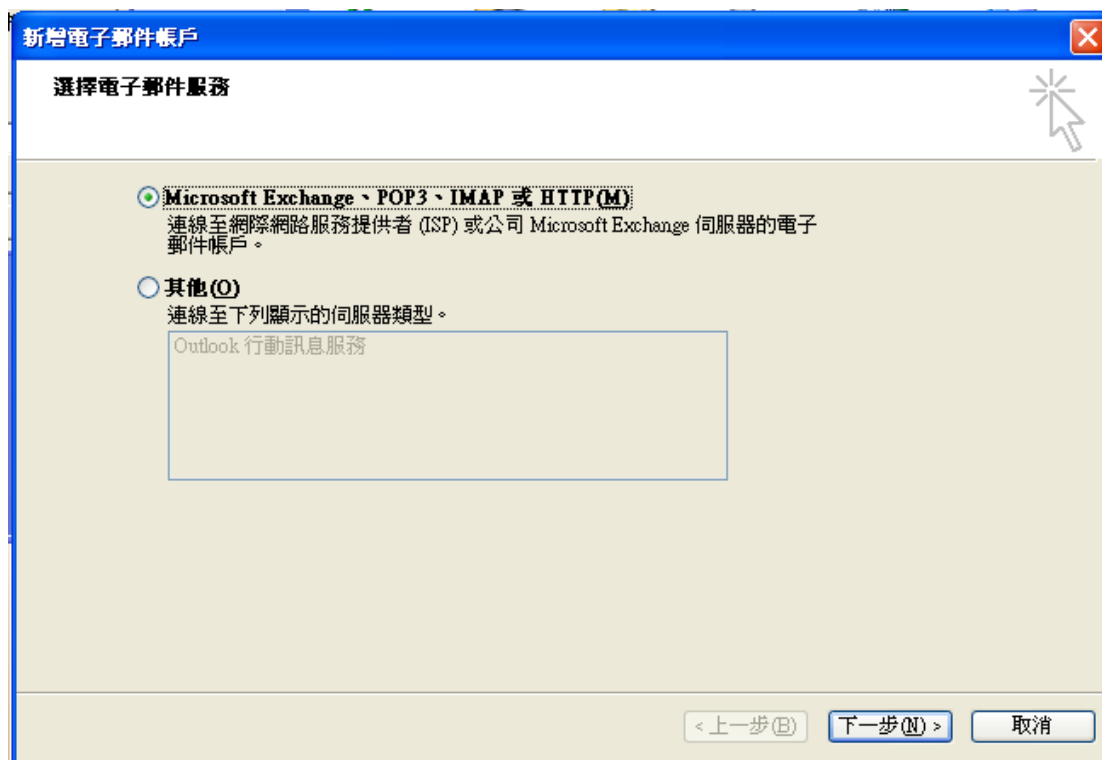 新增電子郵件帳戶
選擇電子郵件服務
Microsoft Exchange、POP3、IMAP 或 HTTP(M)
連線至網際網路服務提供者 (ISP) 或公司 Microsoft Exchange 伺服器的電子
郵件帳戶。
其他(O)
連線至下列顯示的伺服器類型。
Outlook 行動訊息服務
<上一步(B) 下一步(N) > 取消